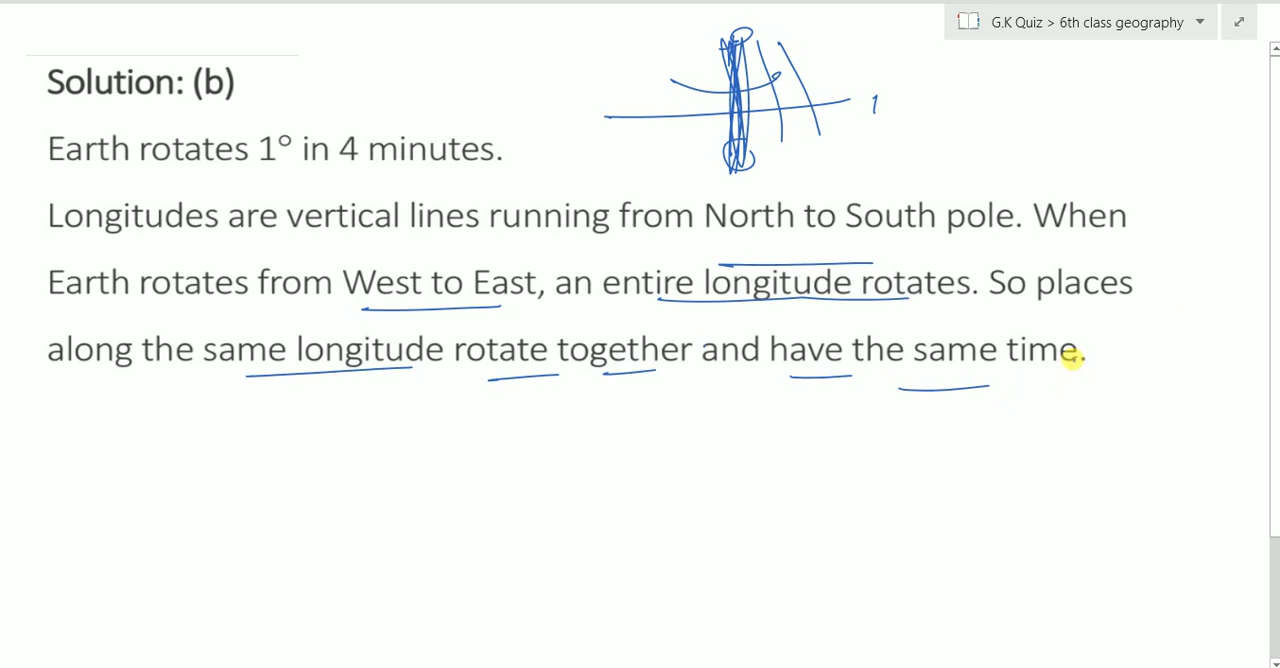 G.K Quiz > 6th class geography
Solution: (b)
Earth rotates 1° in 4 minutes.
Longitudes are vertical lines running from North to South pole. When
Earth rotates from West to East, an entire longitude rotates. So places
along the same longitude rotate together and have the same time.